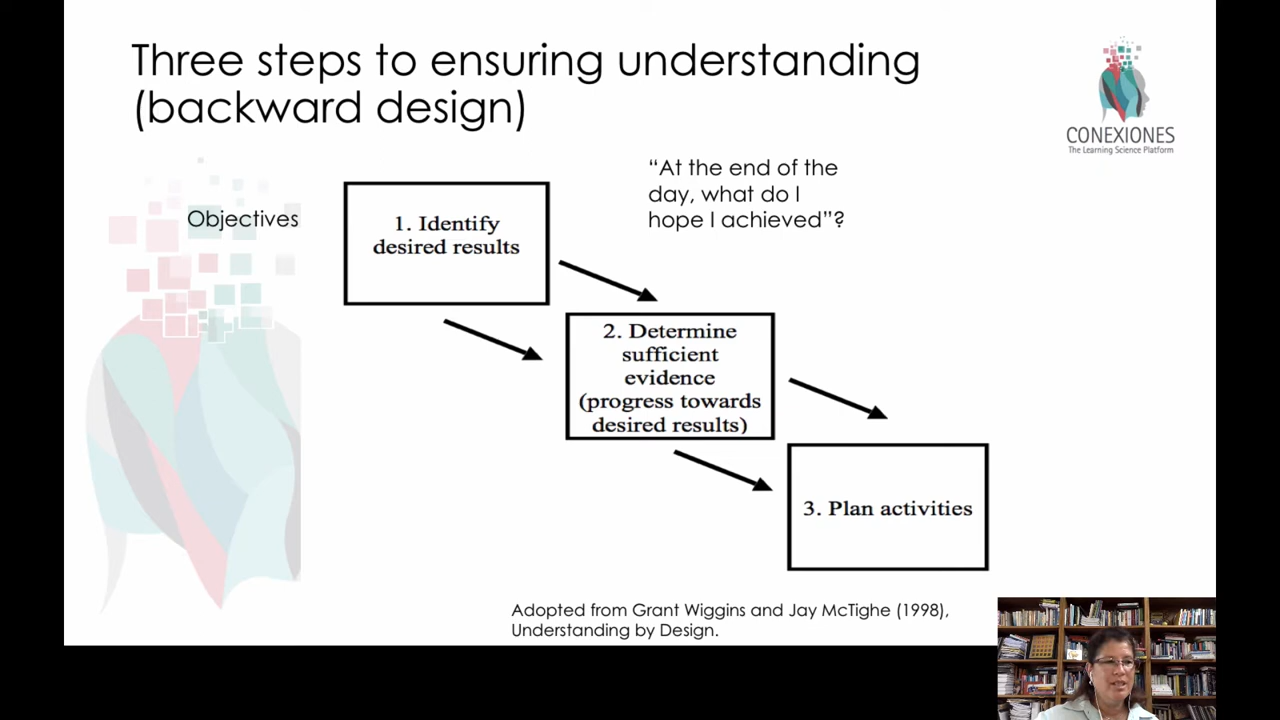 Three steps to ensuring understanding
(backward design)
CONEXIONES
The Learning Science Platform
"At the end of the
day, what do I
hope I achieved"?
Objectives
1. Identify
desired results
2. Determine
sufficient
evidence
(progress towards
desired results)
3. Plan activities
Adopted from Grant Wiggins and Jay McTighe (1998),
Understanding by Design.